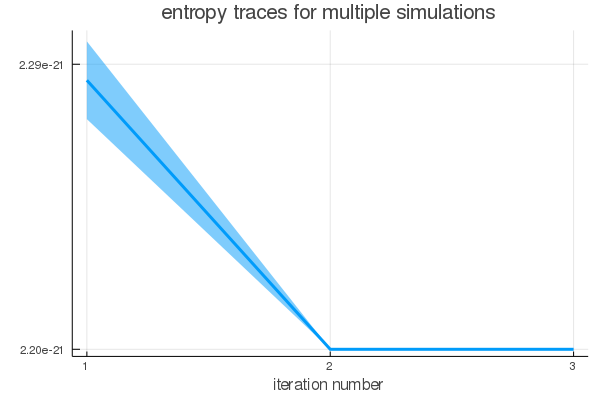 entropy traces for multiple simulations
2.29e-21
2.20e-21
1
2
3
iteration number